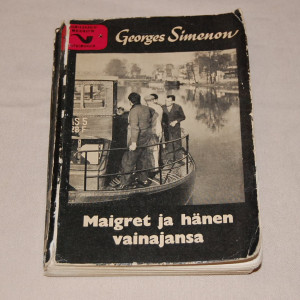 Georges Simenon
Maigret ja hänen
vainajansa